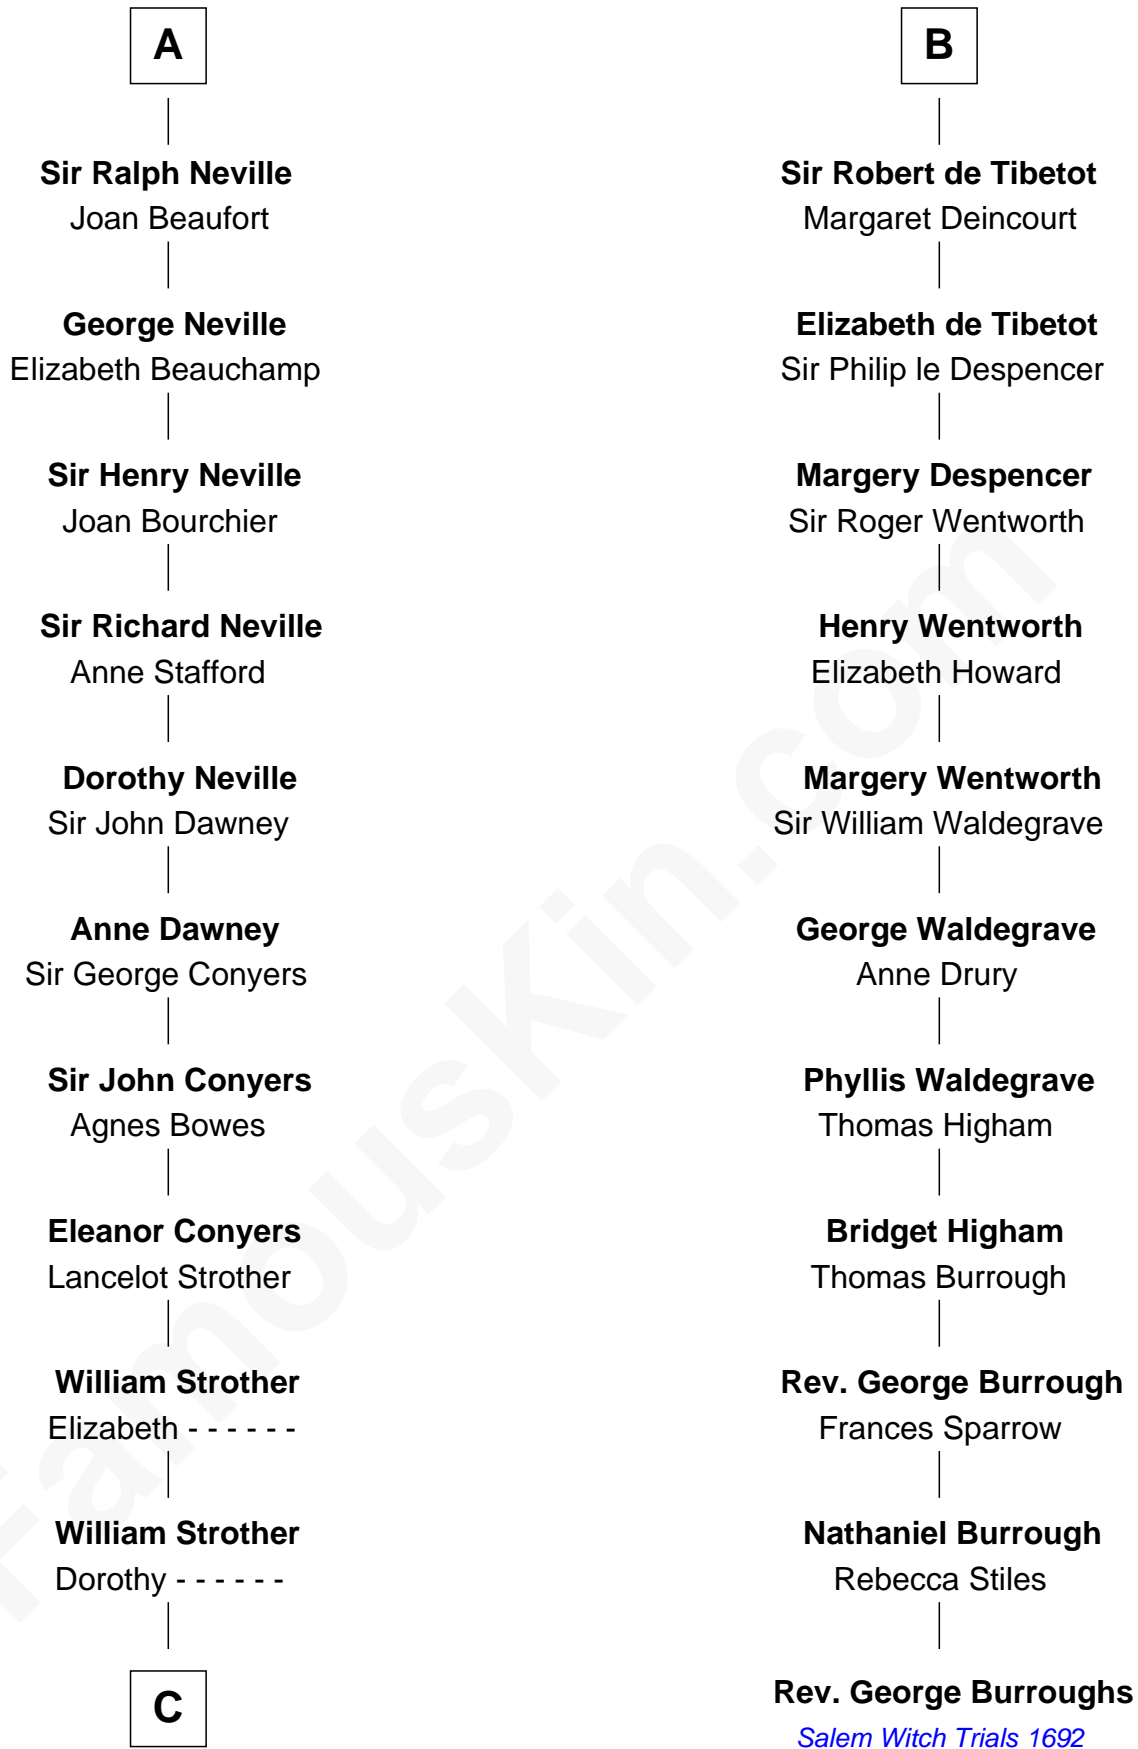 A
Sir Ralph Neville
Joan Beaufort
George Neville
Elizabeth Beauchamp
Sir Henry Neville
Joan Bourchier
Sir Richard Neville
Anne Stafford
Dorothy Neville
Sir John Dawney
Anne Dawney
Sir George Conyers
Sir John Conyers
Agnes Bowes
Eleanor Conyers
Lancelot Strother
William Strother
Elizabeth - - - - - -
William Strother
Dorothy - - - - - -
C
B
Sir Robert de Tibetot
Margaret Deincourt
Elizabeth de Tibetot
Sir Philip le Despencer
Margery Despencer
Sir Roger Wentworth
Henry Wentworth
Elizabeth Howard
Margery Wentworth
Sir William Waldegrave
George Waldegrave
Anne Drury
Phyllis Waldegrave
Thomas Higham
Bridget Higham
Thomas Burrough
Rev. George Burrough
Frances Sparrow
Nathaniel Burrough
Rebecca Stiles
Rev. George Burroughs
Salem Witch Trials 1692
FamousKin.com